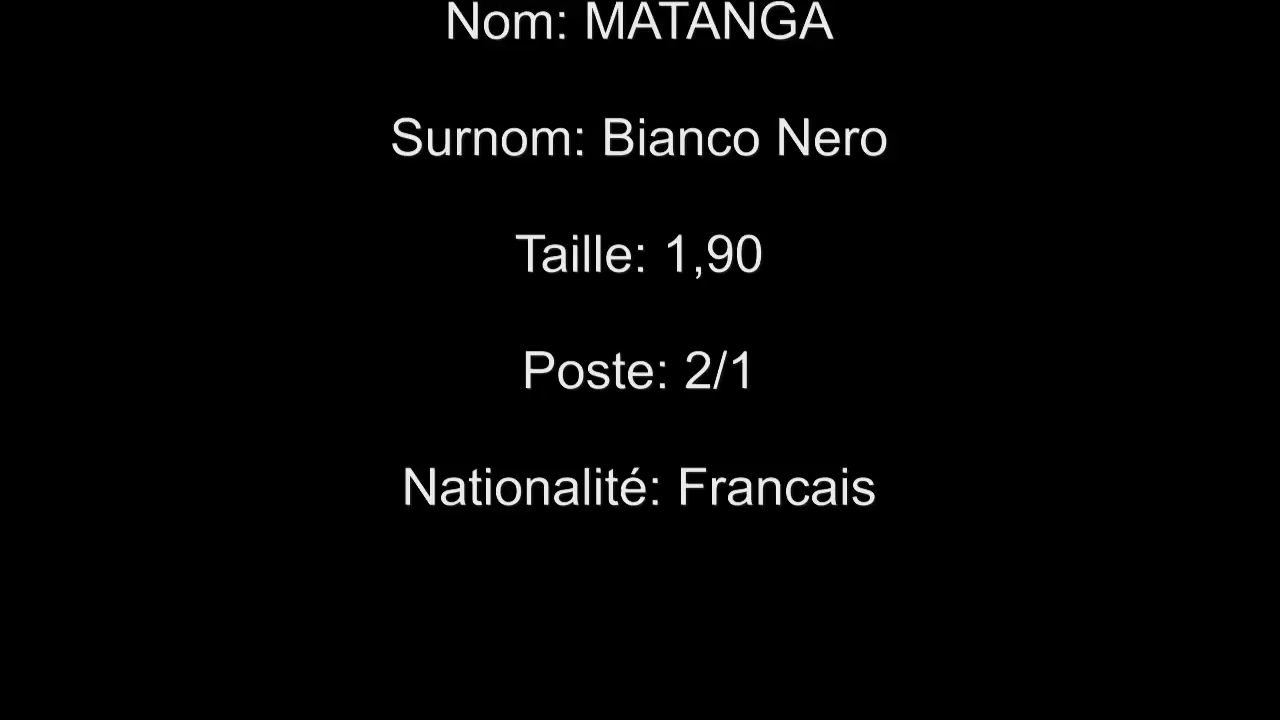 Nom: MATANGA
Surnom: Bianco Nero
Taille: 1,90
Poste: 2/1
Nationalité: Francais